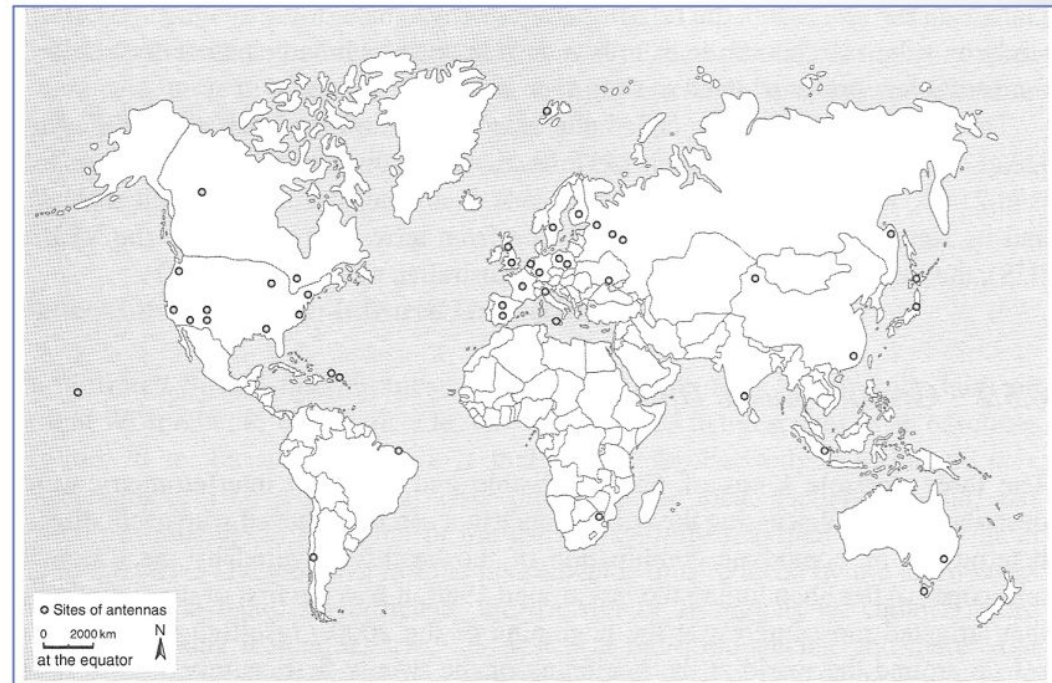 Sites of antennas
0 2000 km
N
at the equator